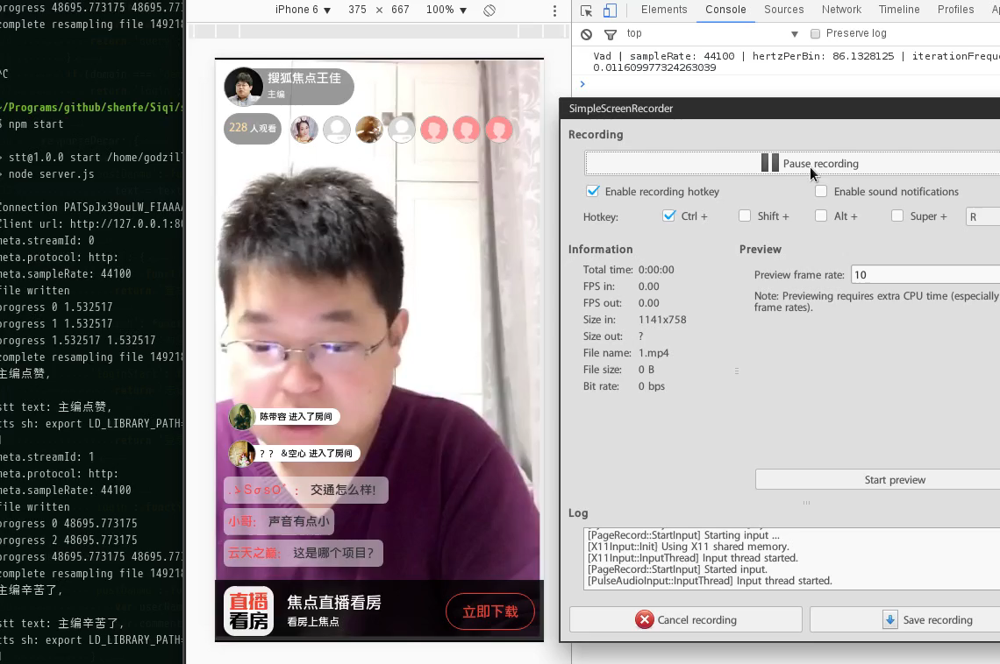 progress 48695.773175 48695.773
complete resampling file 149218
^C
~/Programs/github/shenfe/Siqi/s
$ npm start
> stt@1.0.0 start /home/godzil
> node server.js
Connection PATSpJx39ouLW_FIAAAA
Client url: http://127.0.0.1:80
meta.streamId: 0
meta.protocol: http:
meta.sampleRate: 44100
file written
progress 0 1.532517
progress 1 1.532517
progress 1.532517 1.532517
complete resampling file 149218
主编点赞,
stt text: 主编点赞,
tts sh: export LD_LIBRARY_PATH=
meta.streamId: 1
meta.protocol: http:
meta.sampleRate: 44100
file written
progress 0 48695.773175
progress 2 48695.773175
progress 48695.773175 48695.773
complete resampling file 149218
主编辛苦了,
stt text: 主编辛苦了,
tts sh: export LD_LIBRARY_PATH=
iPhone 6 ▼ 375 × 667 100% ▼
搜狐焦点王佳
主编
228 人观看
陈带容 进入了房间
？？ &空心 进入了房间
交通怎么样!
小哥: 声音有点小
云天之巅: 这是哪个项目?
直播
看房
焦点直播看房
看房上焦点
立即下载
Elements Console Sources Network Timeline Profiles
top ▼ Preserve log
Vad | sampleRate: 44100 | hertzPerBin: 86.1328125 | iterationFreque
0.011609977324263039
>
SimpleScreenRecorder
Recording
Pause recording
Enable recording hotkey Enable sound notifications
Hotkey: Ctrl + Shift + Alt + Super + R
Information
Total time: 0:00:00
FPS in: 0.00
FPS out: 0.00
Size in: 1141x758
Size out: ?
File name: 1.mp4
File size: 0 B
Bit rate: 0 bps
Preview
Preview frame rate: 10
Note: Previewing requires extra CPU time (especially
frame rates).
Start preview
Log
[PageRecord::StartInput] Starting input ...
[X11Input::Init] Using X11 shared memory.
[X11Input::InputThread] Input thread started.
[PageRecord::StartInput] Started input.
[PulseAudioInput::InputThread] Input thread started.
Cancel recording Save recording